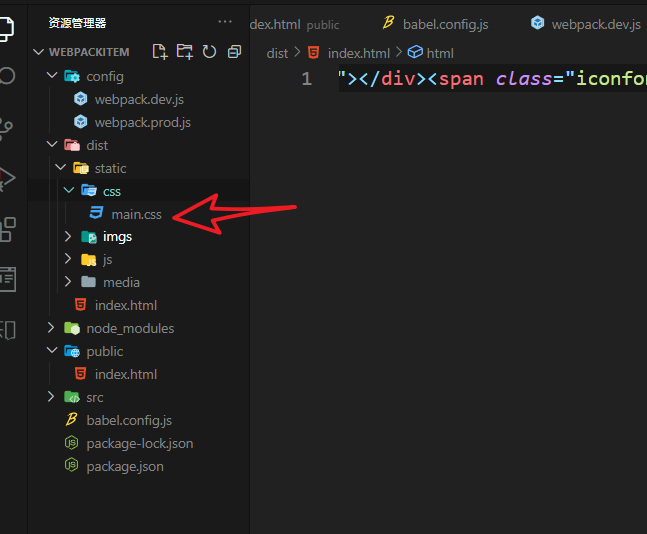 资源管理器 ···
WEBPACKITEM
config
webpack.dev.js
webpack.prod.js
dist
static
css
main.css
imgs
js
media
index.html
node_modules
public
index.html
src
babel.config.js
package-lock.json
package.json
dex.html public babel.config.js webpack.dev.js
dist > index.html > html
1 "></div><span class="iconfon